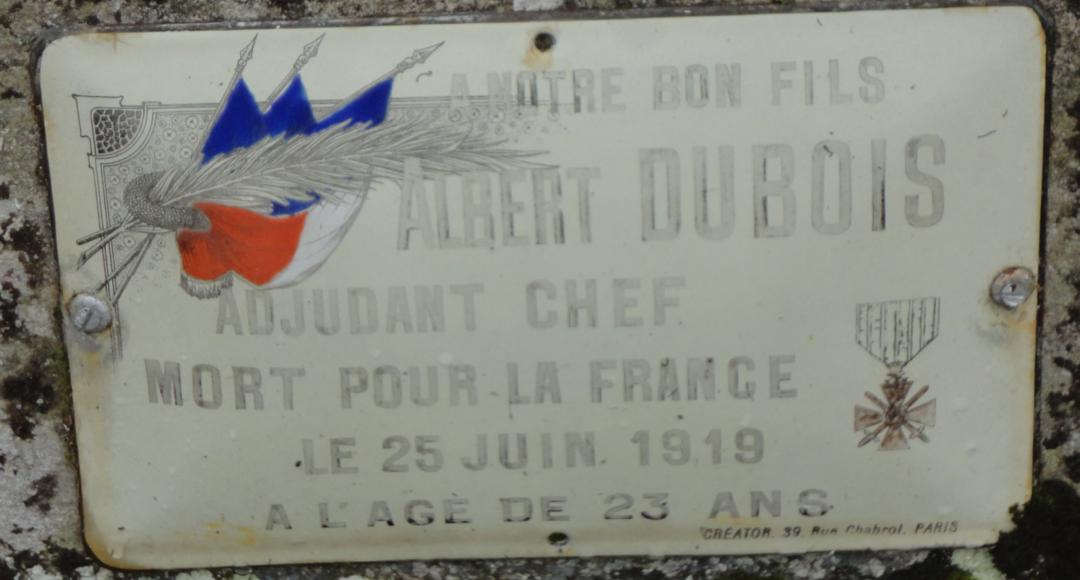 A NOTRE BON FILS
ALBERT DUBOIS
ADJUDANT CHEF
MORT POUR LA FRANCE
LE 25 JUIN 1919
A L'AGE DE 23 ANS
CREATOR. 39, Rue Chabrol, PARIS